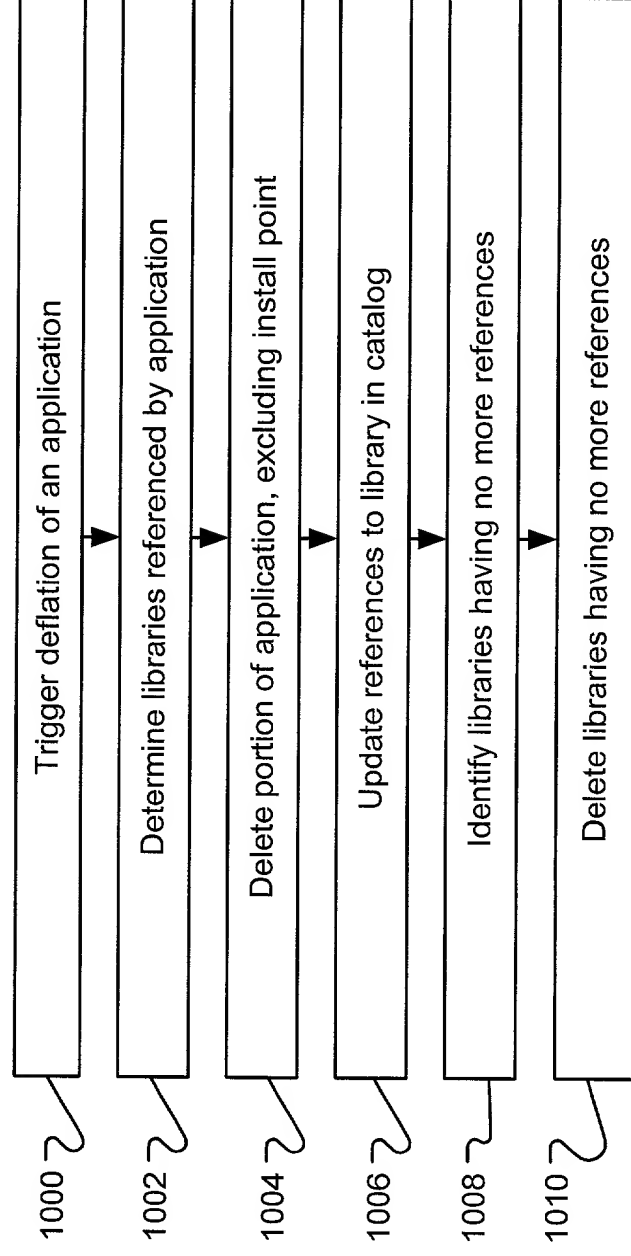 1000 Trigger deflation of an application
1002 Determine libraries referenced by application
1004 Delete portion of application, excluding install point
1006 Update references to library in catalog
1008 Identify libraries having no more references
1010 Delete libraries having no more references